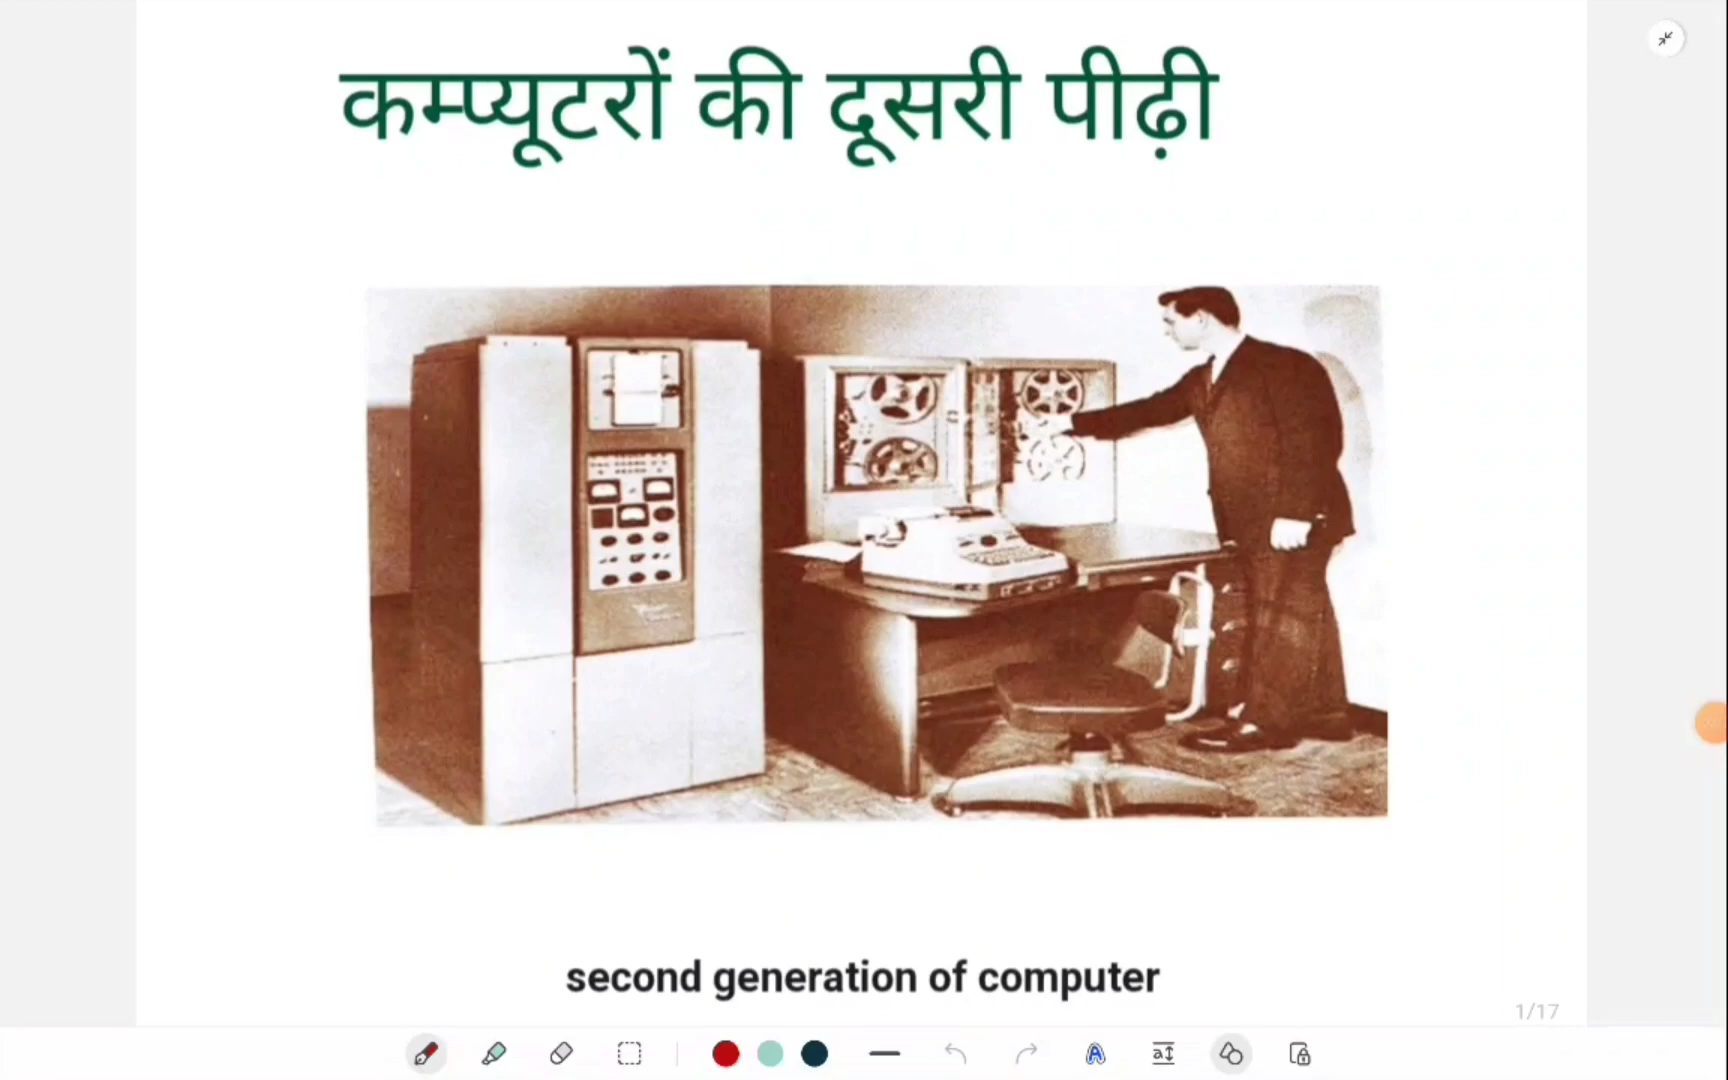 कम्प्यूटरों की दूसरी पीढ़ी
second generation of computer
1/17